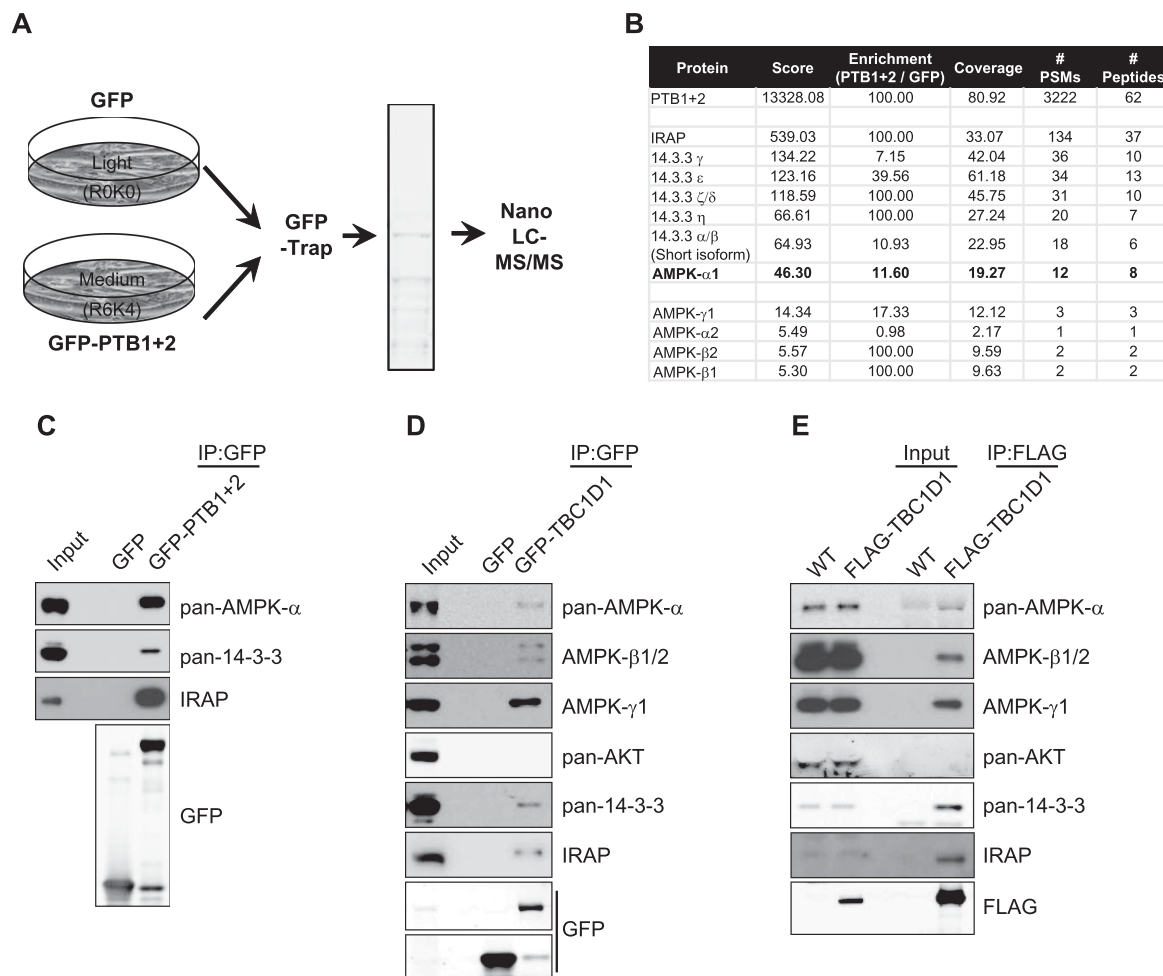 A
GFP
Light
(R0K0)
Medium
(R6K4)
GFP-PTB1+2
GFP
-Trap
Nano
LC-
MS/MS
B
Protein Score Enrichment (PTB1+2 / GFP) Coverage # PSMs # Peptides
PTB1+2 13328.08 100.00 80.92 3222 62
IRAP 539.03 100.00 33.07 134 37
14.3.3 γ 134.22 7.15 42.04 36 10
14.3.3 ε 123.16 39.56 61.18 34 13
14.3.3 ζ/δ 118.59 100.00 45.75 31 10
14.3.3 η 66.61 100.00 27.24 20 7
14.3.3 α/β (Short isoform) 64.93 10.93 22.95 18 6
AMPK-α1 46.30 11.60 19.27 12 8
AMPK-γ1 14.34 17.33 12.12 3 3
AMPK-α2 5.49 0.98 2.17 1 1
AMPK-β2 5.57 100.00 9.59 2 2
AMPK-β1 5.30 100.00 9.63 2 2
C
IP:GFP
Input GFP GFP-PTB1+2
pan-AMPK-α
pan-14-3-3
IRAP
GFP
D
IP:GFP
Input GFP GFP-TBC1D1
pan-AMPK-α
AMPK-β1/2
AMPK-γ1
pan-AKT
pan-14-3-3
IRAP
GFP
E
Input IP:FLAG
WT FLAG-TBC1D1 WT FLAG-TBC1D1
pan-AMPK-α
AMPK-β1/2
AMPK-γ1
pan-AKT
pan-14-3-3
IRAP
FLAG